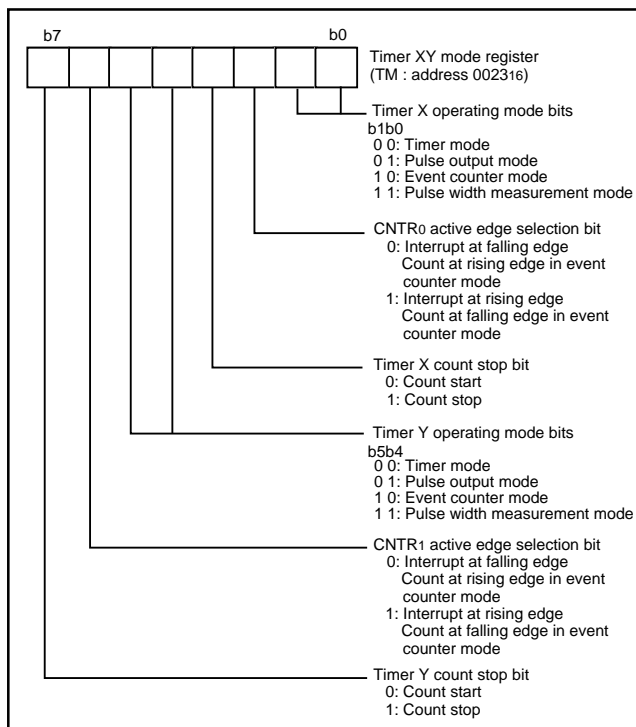 b7 b0
Timer XY mode register
(TM : address 002316)
Timer X operating mode bits
b1b0
0 0: Timer mode
0 1: Pulse output mode
1 0: Event counter mode
1 1: Pulse width measurement mode
CNTR0 active edge selection bit
0: Interrupt at falling edge
Count at rising edge in event
counter mode
1: Interrupt at rising edge
Count at falling edge in event
counter mode
Timer X count stop bit
0: Count start
1: Count stop
Timer Y operating mode bits
b5b4
0 0: Timer mode
0 1: Pulse output mode
1 0: Event counter mode
1 1: Pulse width measurement mode
CNTR1 active edge selection bit
0: Interrupt at falling edge
Count at rising edge in event
counter mode
1: Interrupt at rising edge
Count at falling edge in event
counter mode
Timer Y count stop bit
0: Count start
1: Count stop